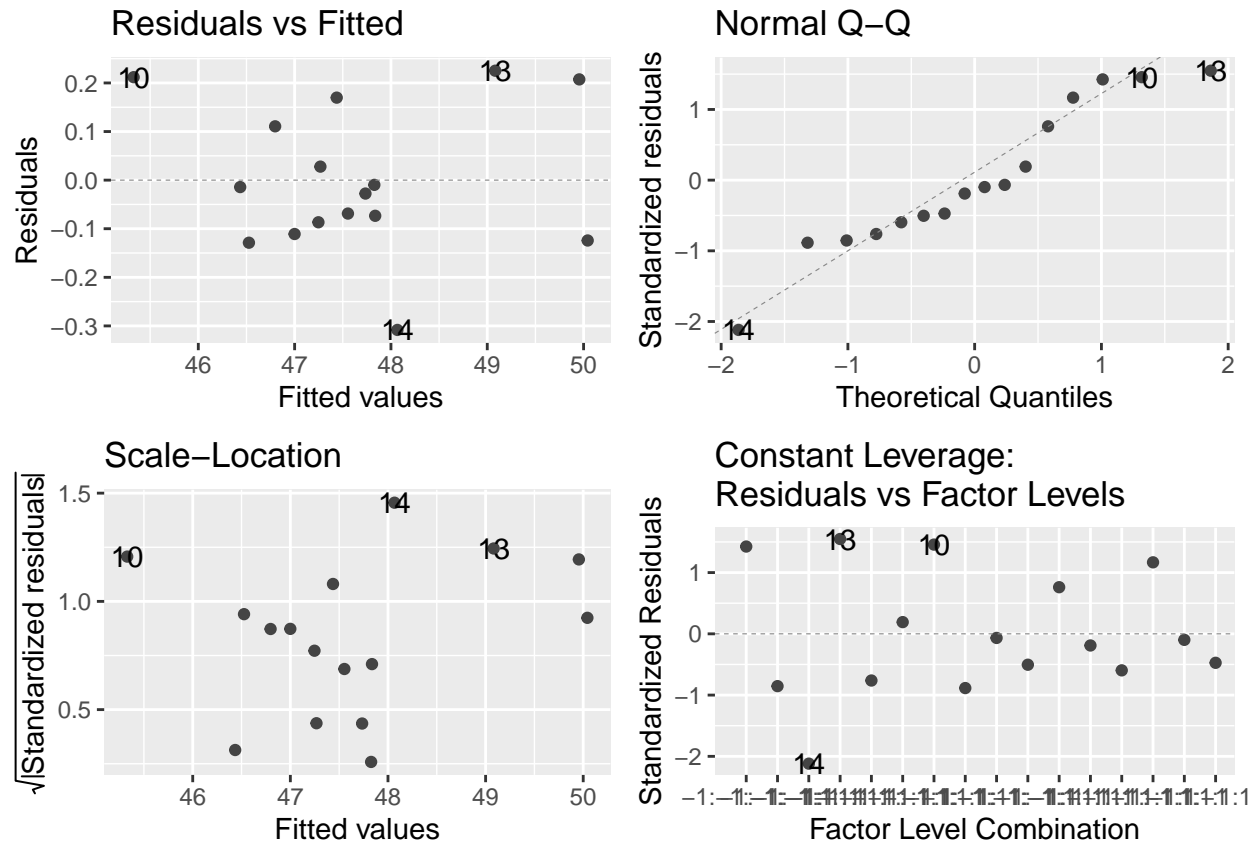 Residuals vs Fitted
Residuals
0.2
0.1
0.0
−0.1
−0.2
−0.3
10
13
14
46 47 48 49 50
Fitted values
Normal Q−Q
Standardized residuals
1
0
−1
−2
10
13
14
−2 −1 0 1 2
Theoretical Quantiles
Scale−Location
√|Standardized residuals|
1.5
1.0
0.5
14
10
13
46 47 48 49 50
Fitted values
Constant Leverage:
Residuals vs Factor Levels
Standardized Residuals
1
0
−1
−2
13
10
14
Factor Level Combination